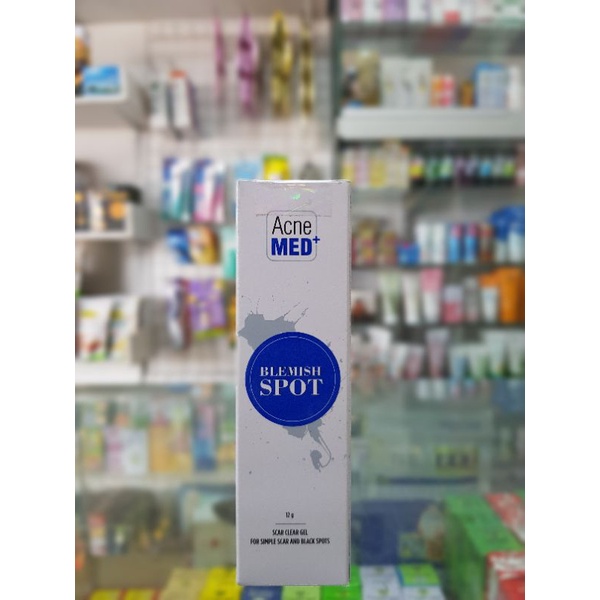 Acne
MED+
BLEMISH
SPOT
12 g
SCAR CLEAR GEL
FOR SIMPLE SCAR AND BLACK SPOTS